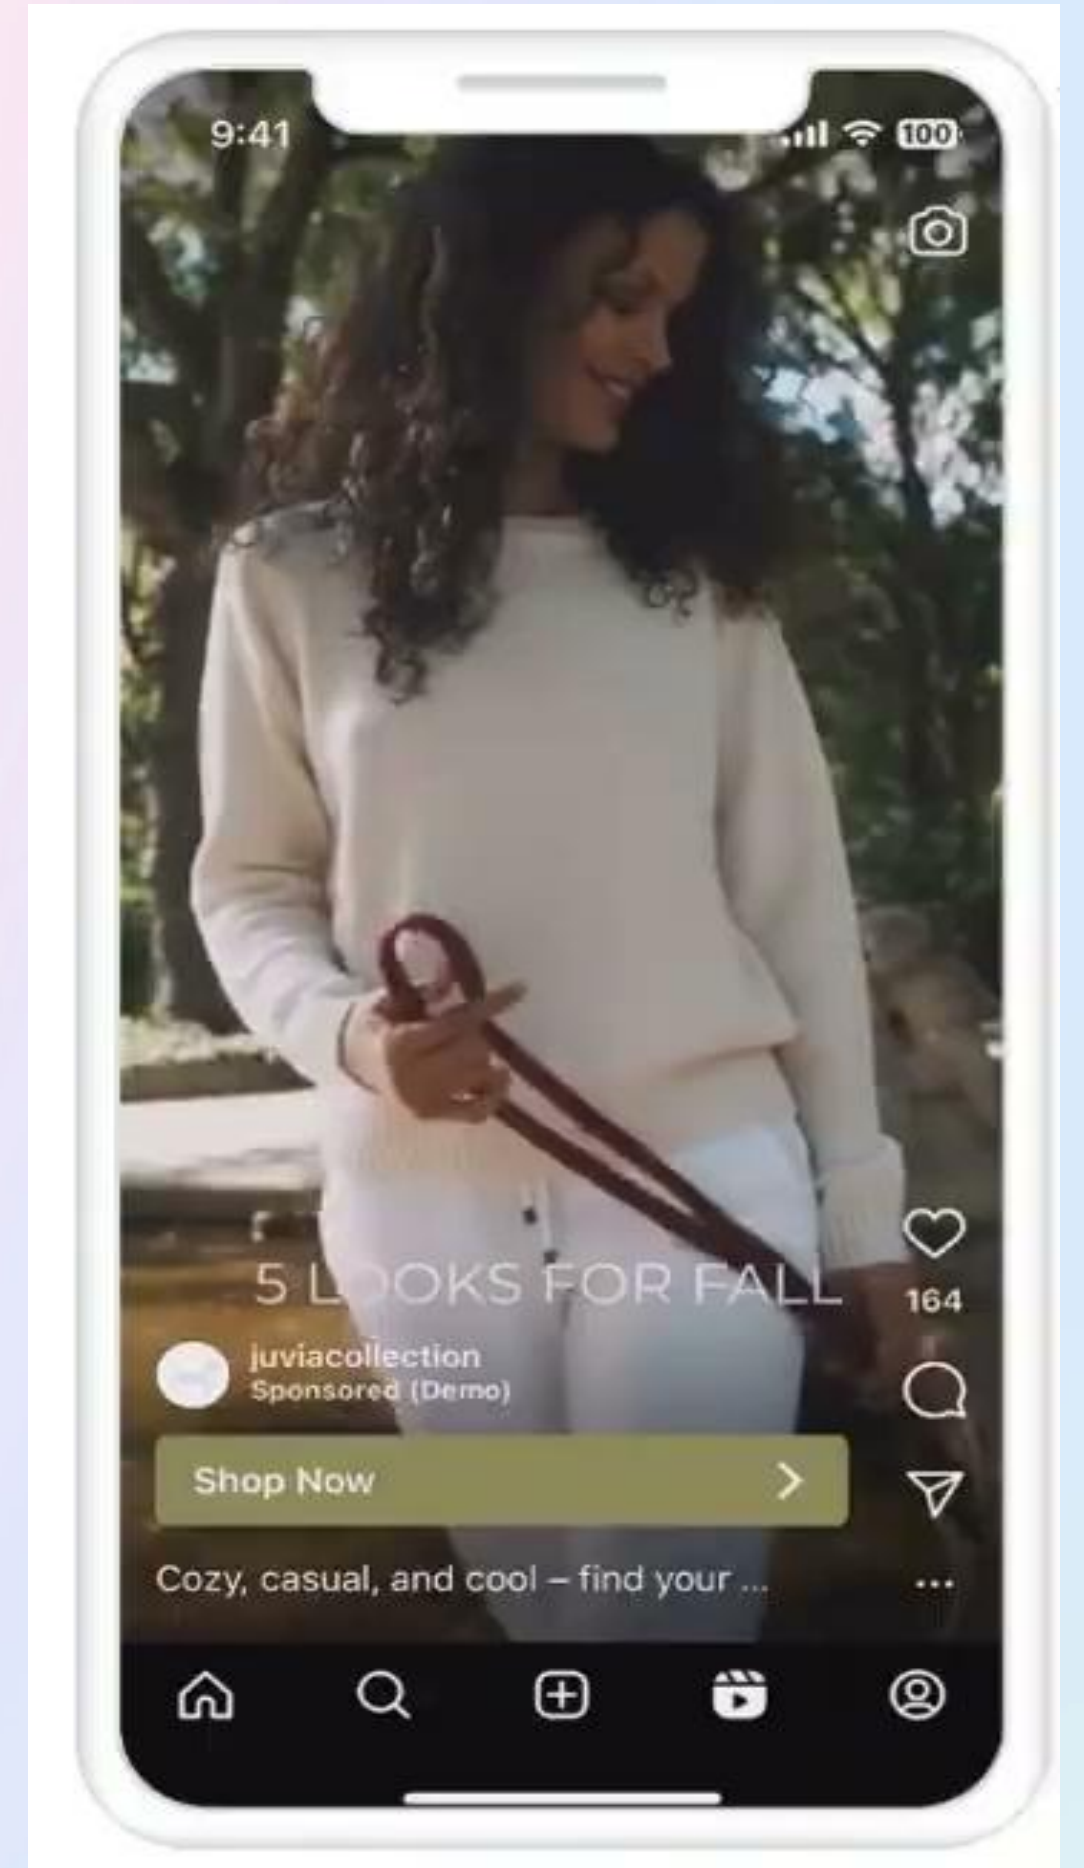 9:41
100
5 LOOKS FOR FALL
164
juviacollection
Sponsored (Demo)
Shop Now
Cozy, casual, and cool – find your ...